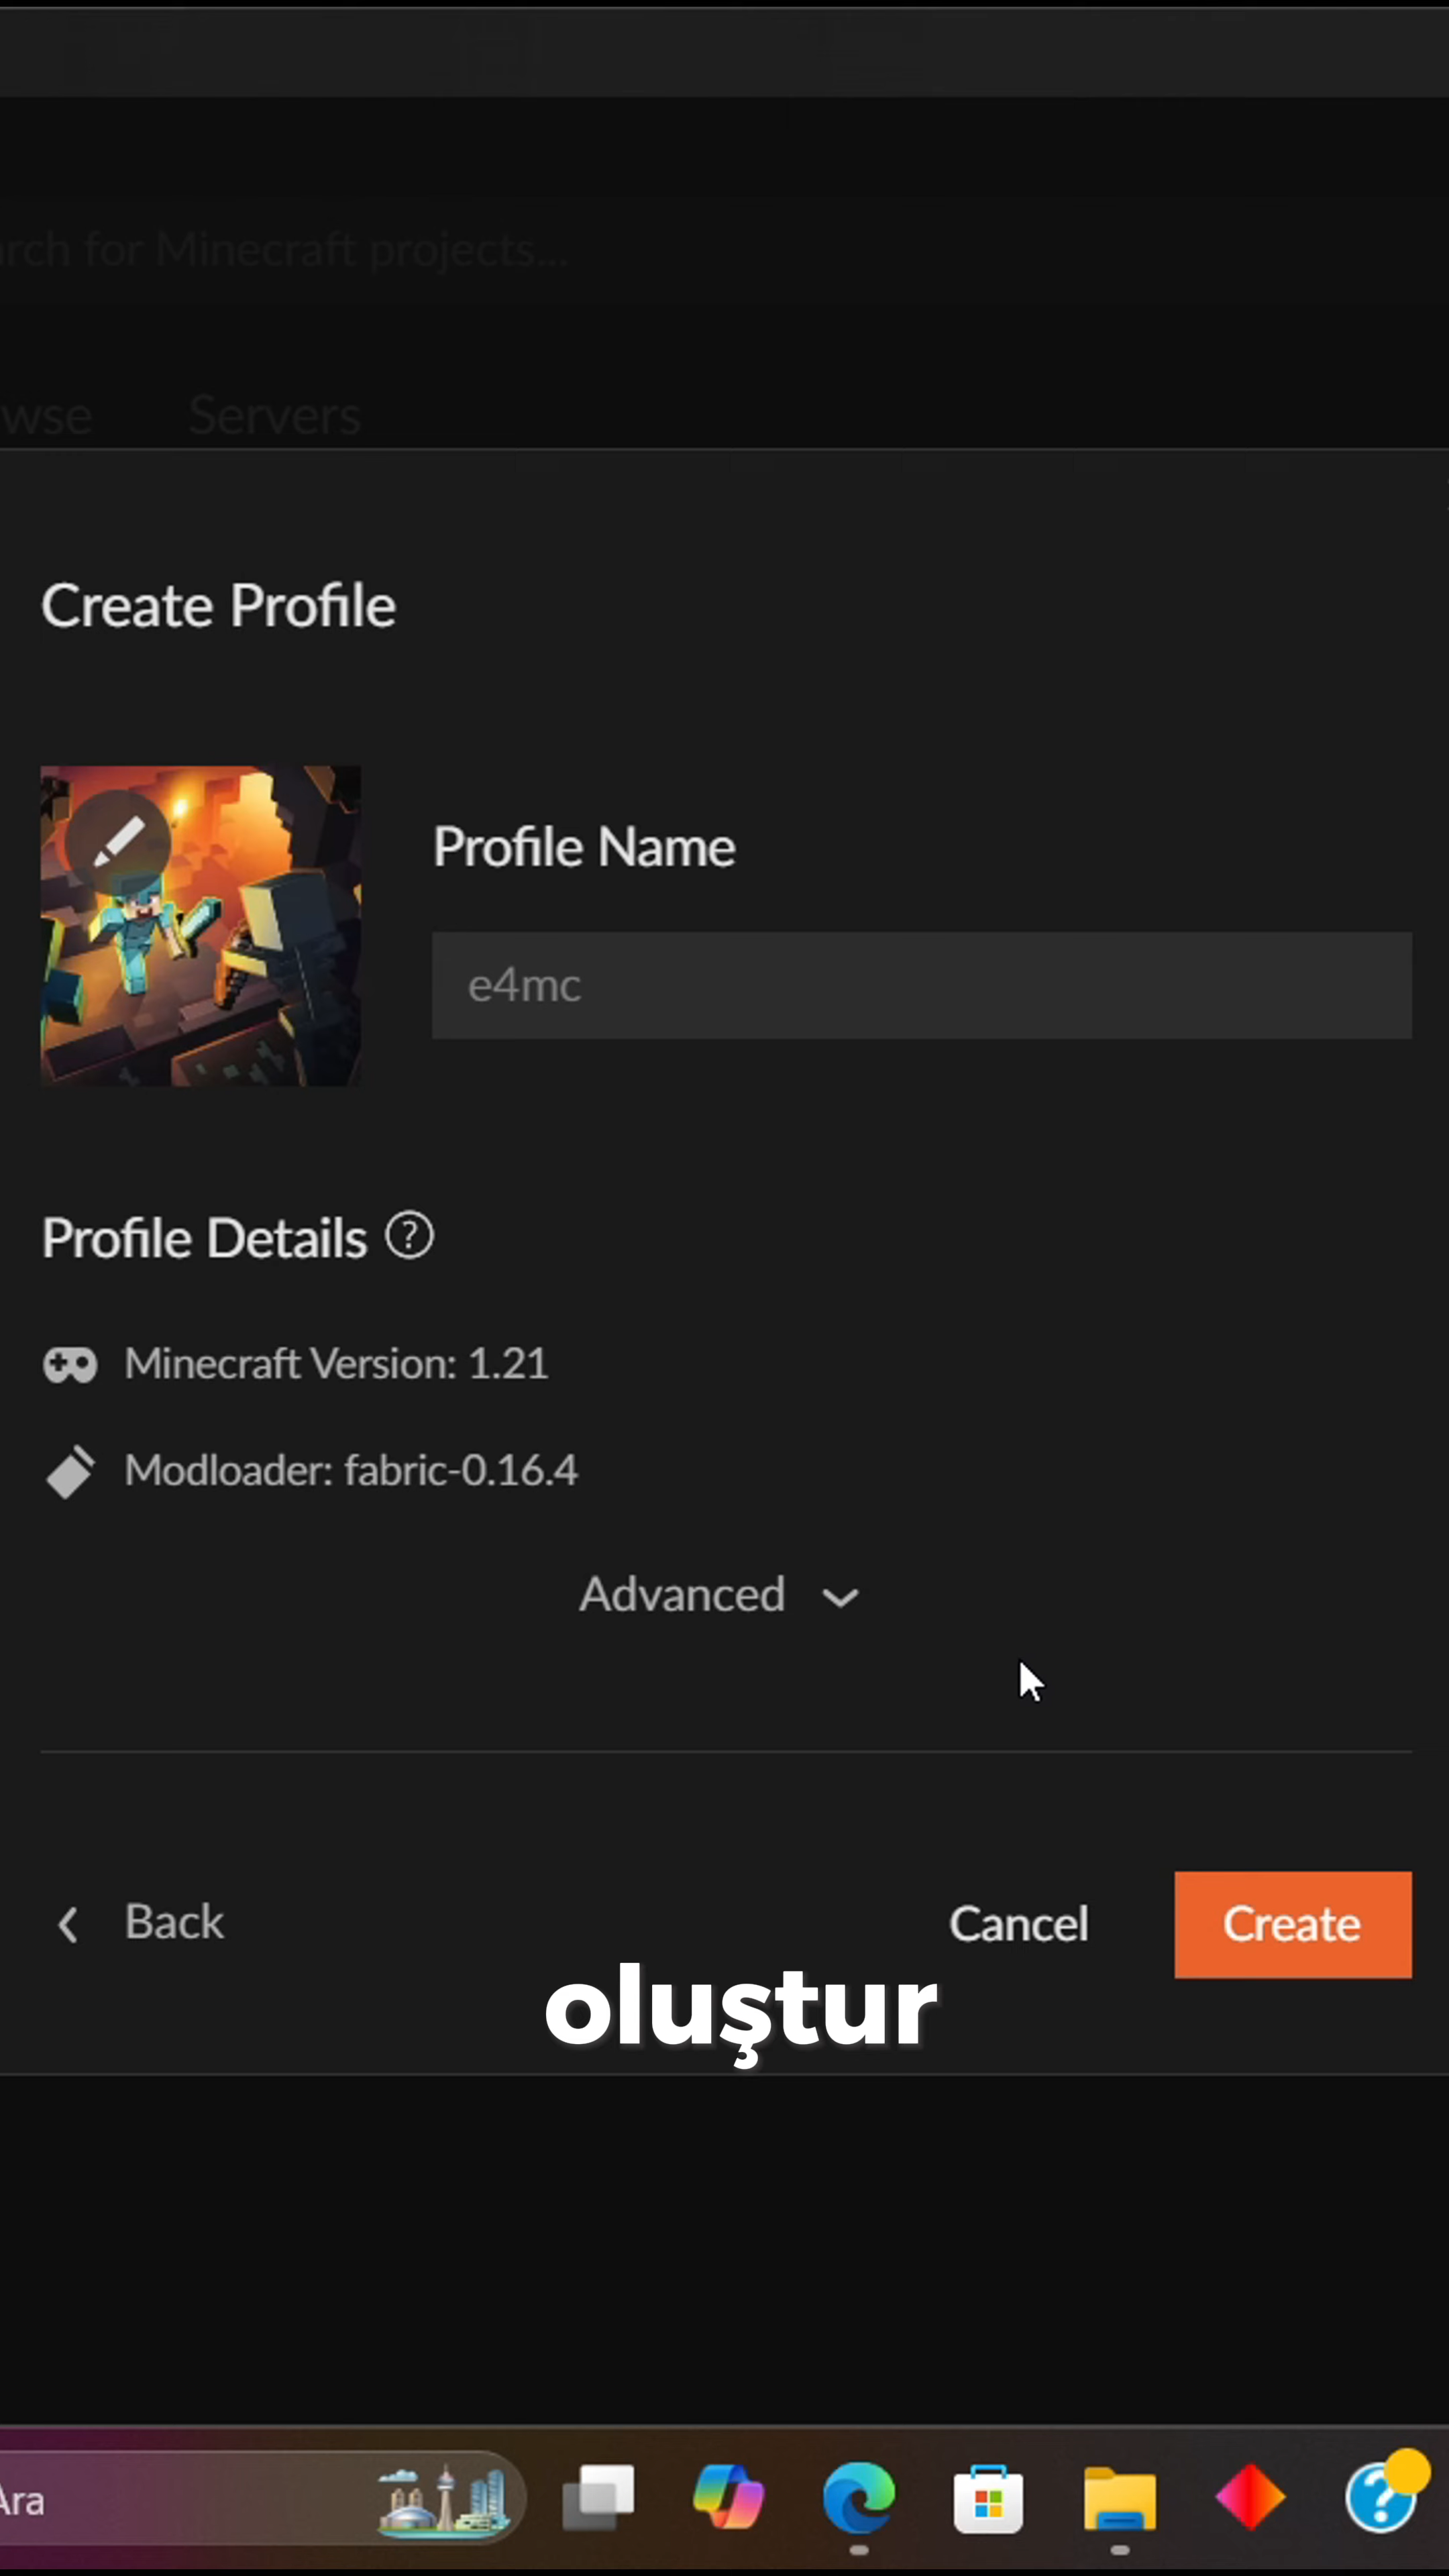 rch for Minecraft projects...
wse Servers
Create Profile
Profile Name
e4mc
Profile Details ?
Minecraft Version: 1.21
Modloader: fabric-0.16.4
Advanced
Back Cancel Create
oluştur
Ara